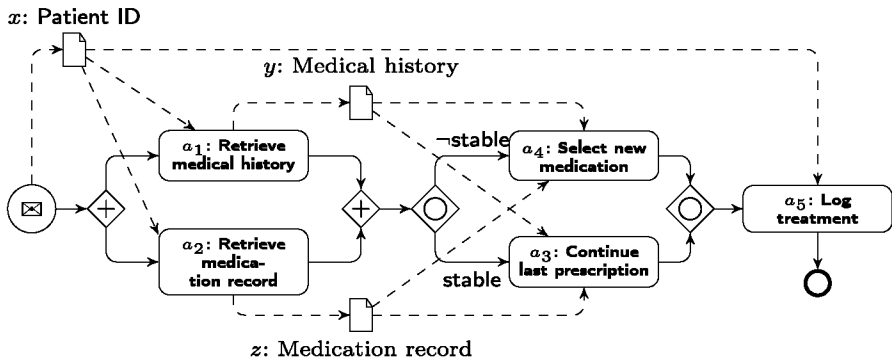 x: Patient ID
y: Medical history
a1: Retrieve
medical history
¬stable
a4: Select new
medication
a5: Log
treatment
a2: Retrieve
medica-
tion record
stable
a3: Continue
last prescription
z: Medication record